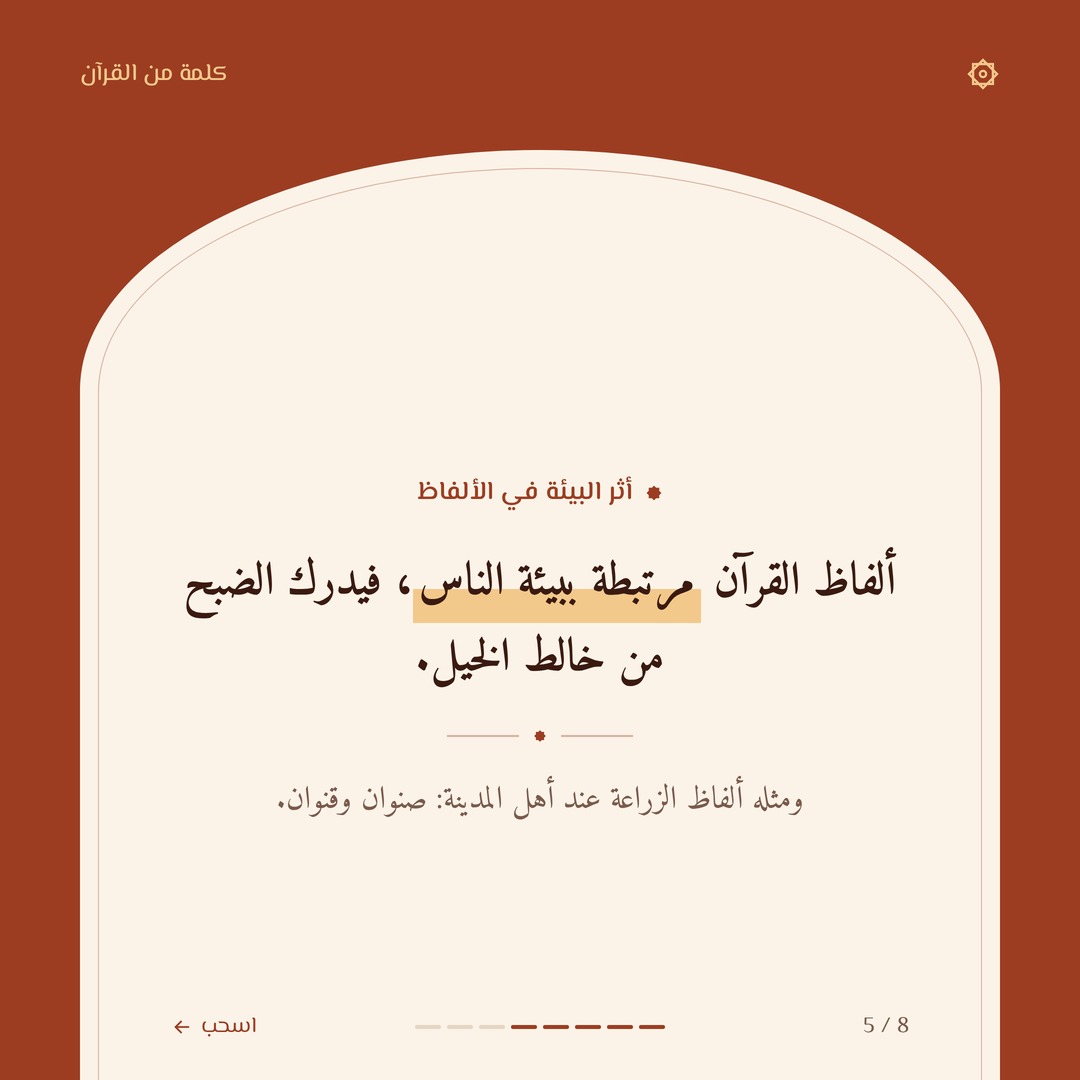 كلمة من القرآن
أثر البيئة في الألفاظ
ألفاظ القرآن مرتبطة ببيئة الناس، فيدرك الضبح
من خالط الخيل.
ومثله ألفاظ الزراعة عند أهل المدينة: صنوان وقنوان.
5 / 8
اسحب ←